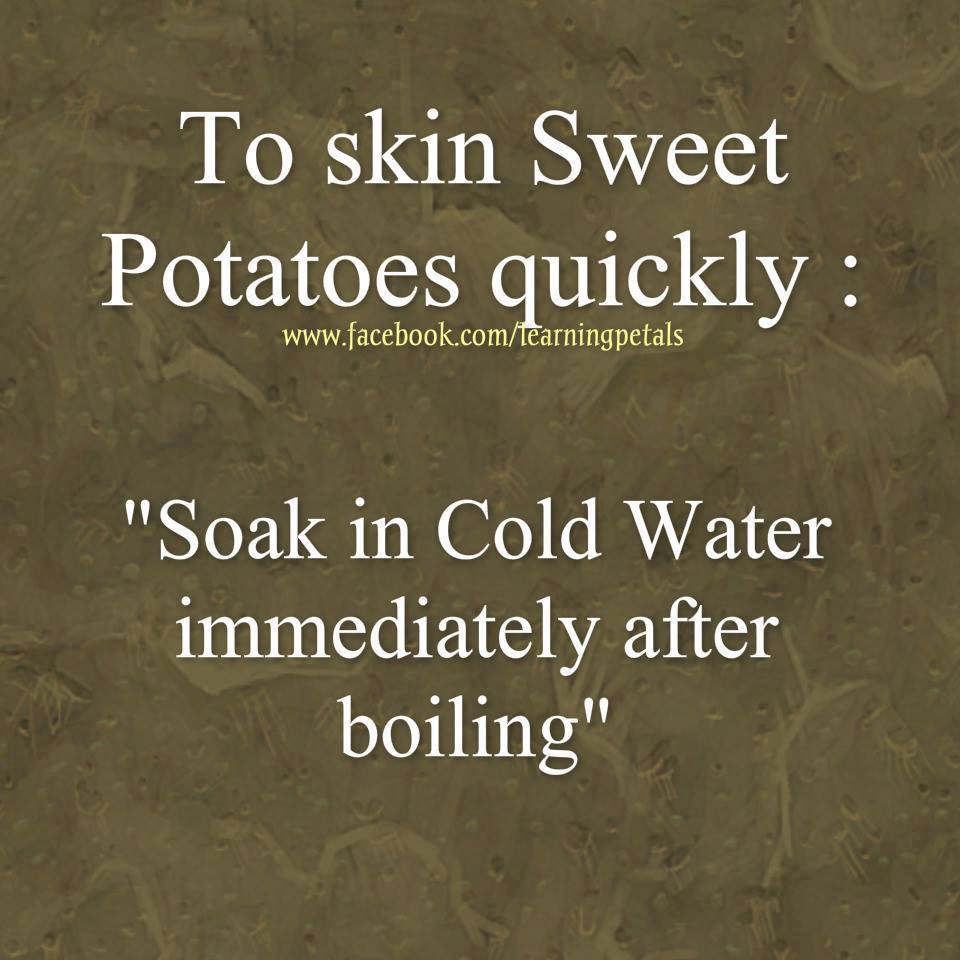 To skin Sweet
Potatoes quickly :
www.facebook.com/learningpetals
"Soak in Cold Water
immediately after
boiling"